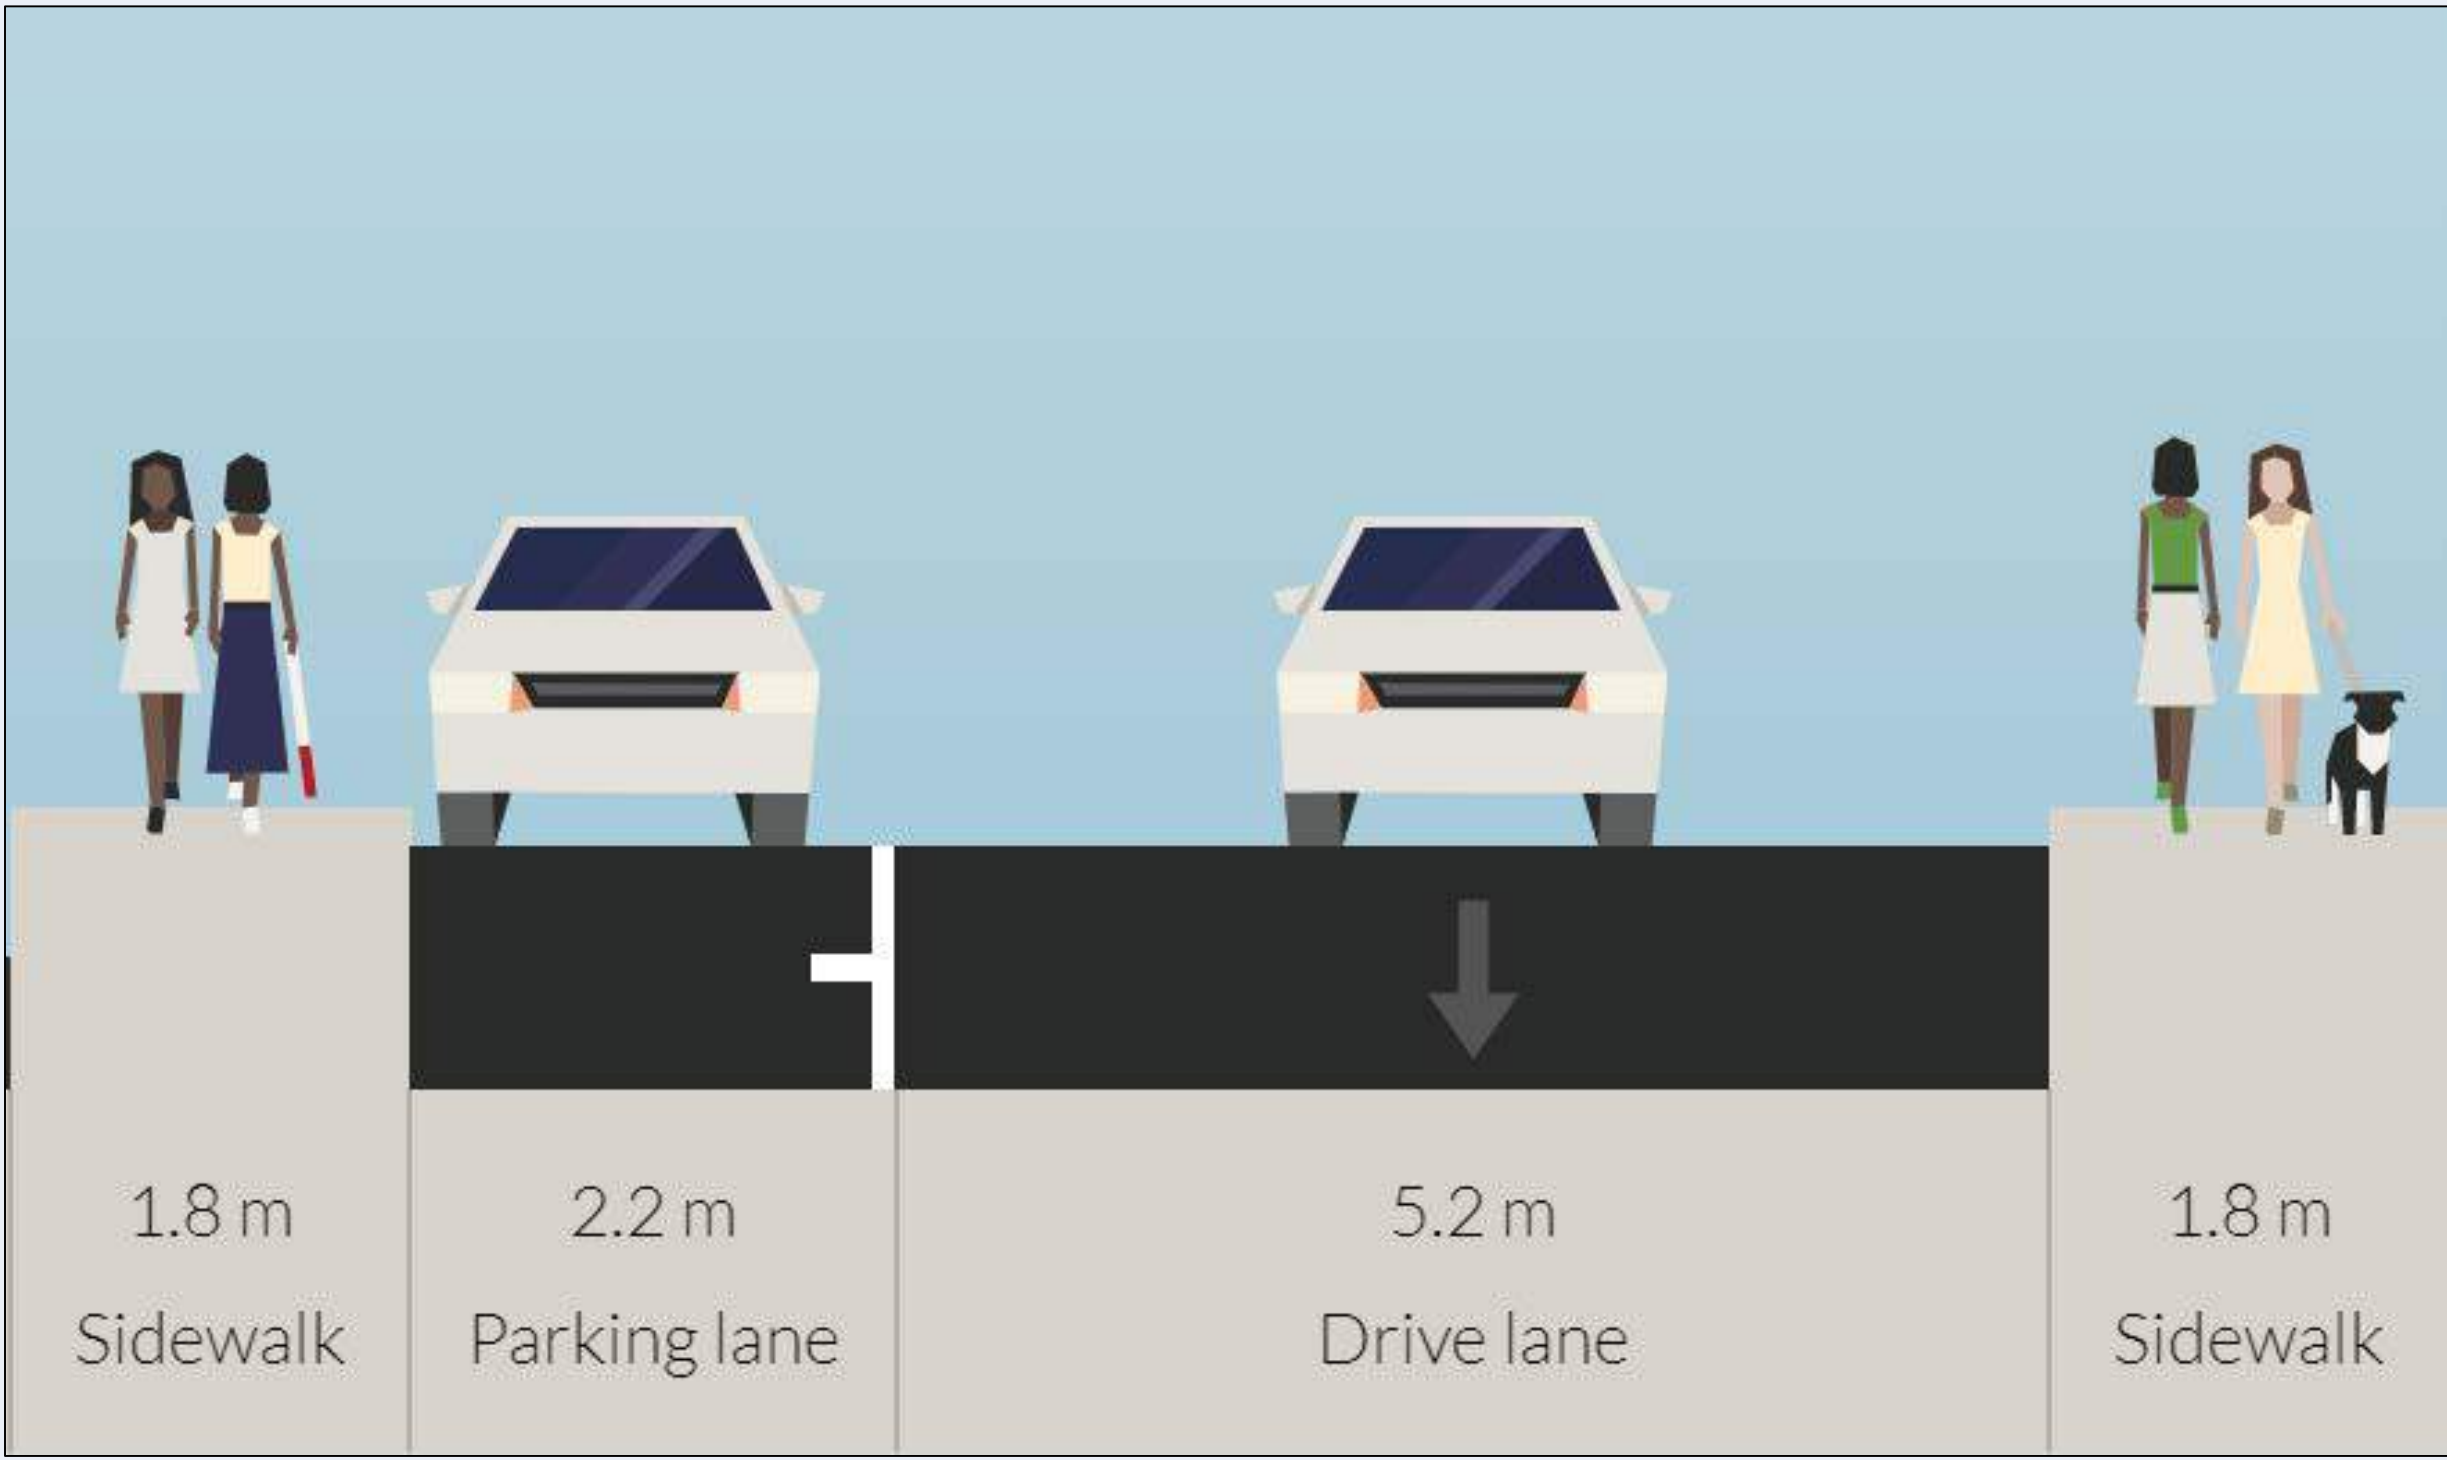 1.8 m
Sidewalk
2.2 m
Parking lane
5.2 m
Drive lane
1.8 m
Sidewalk